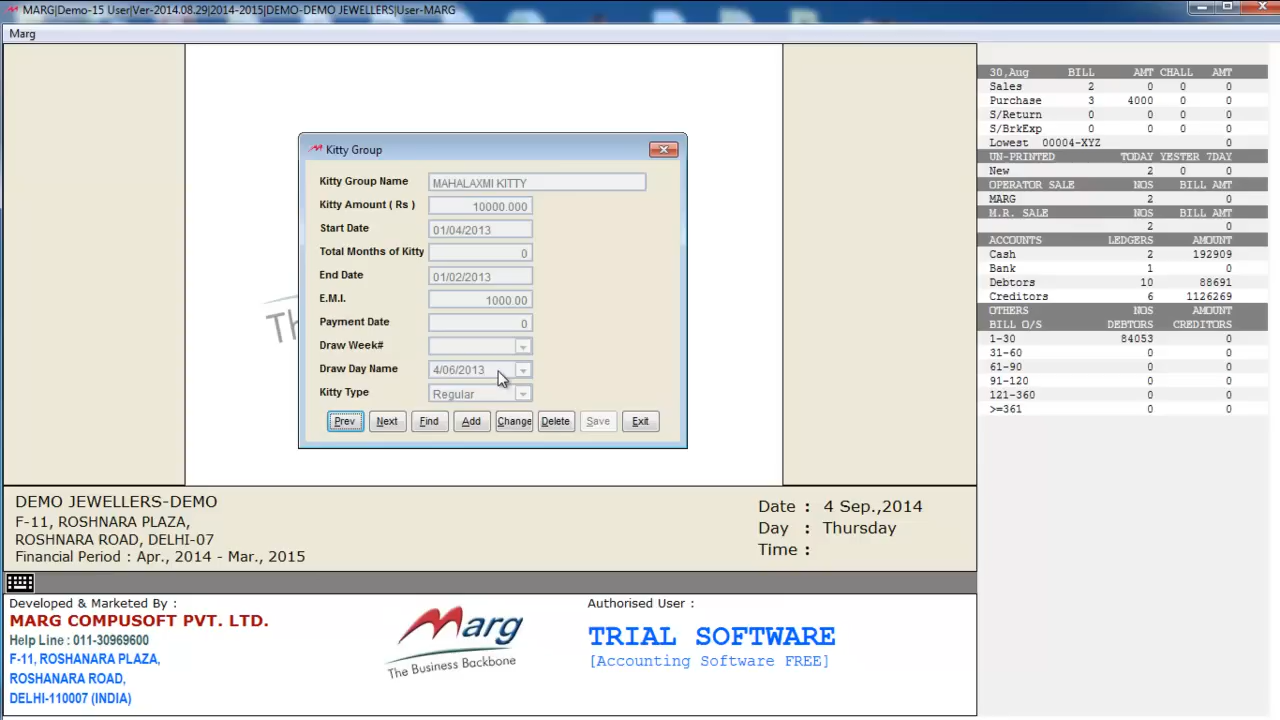 MARG|Demo-15 User|Ver-2014.08.29|2014-2015|DEMO-DEMO JEWELLERS|User-MARG
Marg
Kitty Group
Kitty Group Name MAHALAXMI KITTY
Kitty Amount ( Rs ) 10000.000
Start Date 01/04/2013
Total Months of Kitty 0
End Date 01/02/2013
E.M.I. 1000.00
Payment Date 0
Draw Week#
Draw Day Name 4/06/2013
Kitty Type Regular
Prev Next Find Add Change Delete Save Exit
Th
30,Aug BILL AMT CHALL AMT
Sales 2 0 0 0
Purchase 3 4000 0 0
S/Return 0 0 0 0
S/BrkExp 0 0 0 0
Lowest 00004-XYZ 0
UN-PRINTED TODAY YESTER 7DAY
New 2 0 0
OPERATOR SALE NOS BILL AMT
MARG 2 0
M.R. SALE NOS BILL AMT
2 0
ACCOUNTS LEDGERS AMOUNT
Cash 2 192909
Bank 1 0
Debtors 10 88691
Creditors 6 1126269
OTHERS NOS AMOUNT
BILL O/S DEBTORS CREDITORS
1-30 84053 0
31-60 0 0
61-90 0 0
91-120 0 0
121-360 0 0
>=361 0 0
DEMO JEWELLERS-DEMO
F-11, ROSHNARA PLAZA,
ROSHNARA ROAD, DELHI-07
Financial Period : Apr., 2014 - Mar., 2015
Date : 4 Sep.,2014
Day : Thursday
Time :
Developed & Marketed By :
MARG COMPUSOFT PVT. LTD.
Help Line : 011-30969600
F-11, ROSHANARA PLAZA,
ROSHANARA ROAD,
DELHI-110007 (INDIA)
Marg
The Business Backbone
Authorised User :
TRIAL SOFTWARE
[Accounting Software FREE]